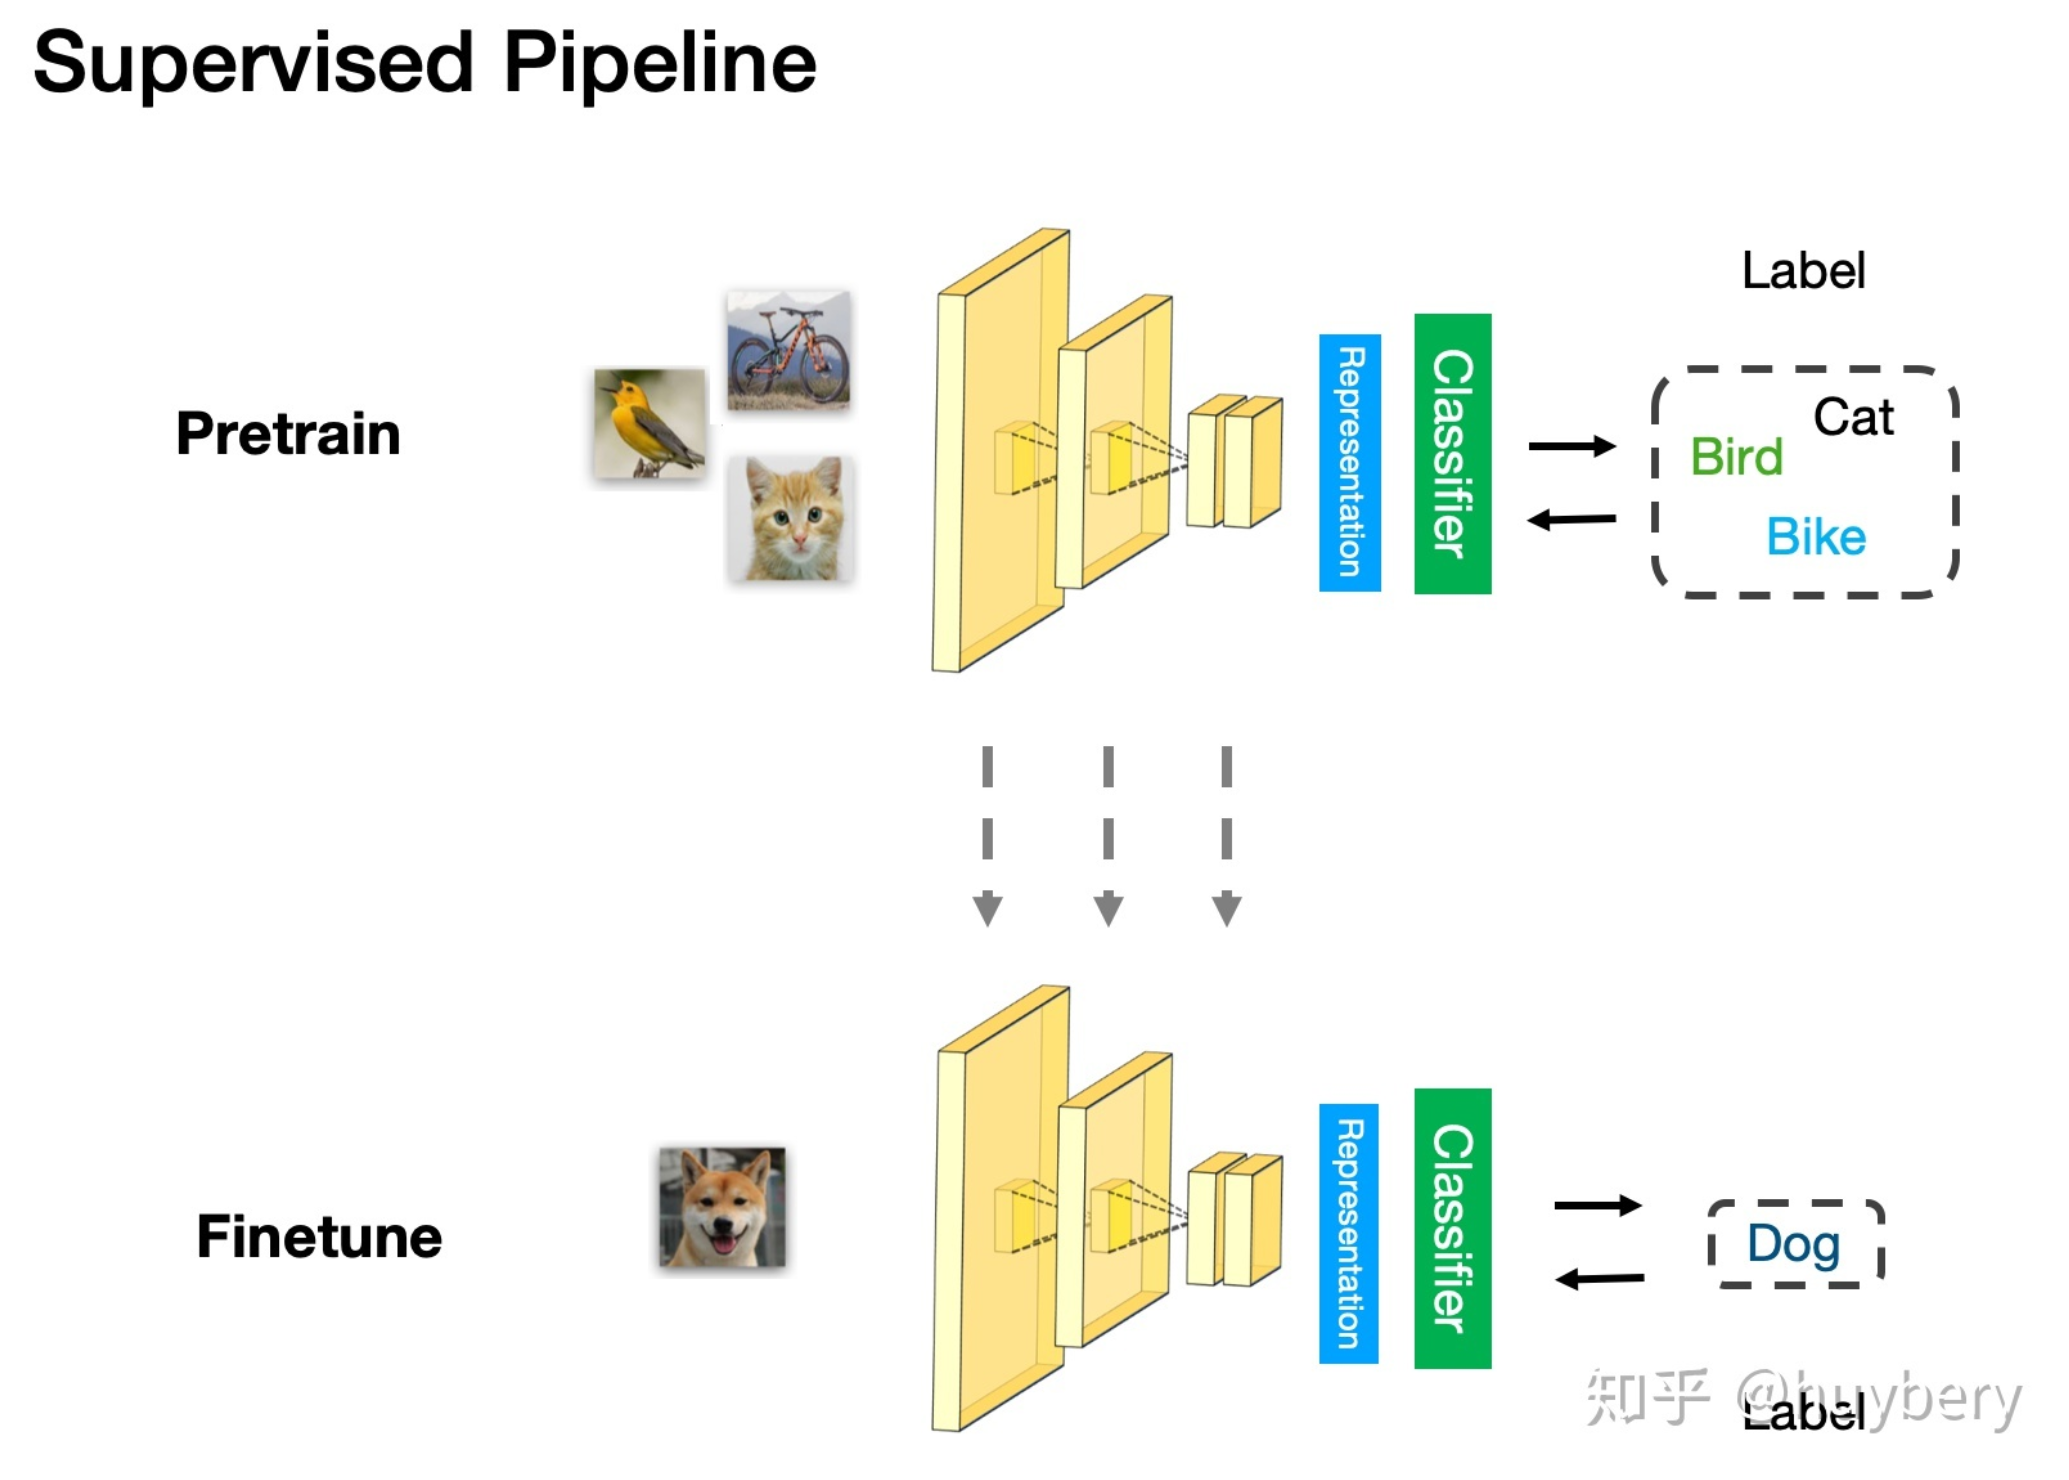 Supervised Pipeline
Pretrain
Representation
Classifier
Label
Cat
Bird
Bike
Finetune
Representation
Classifier
Dog
Label
知乎 @huybery